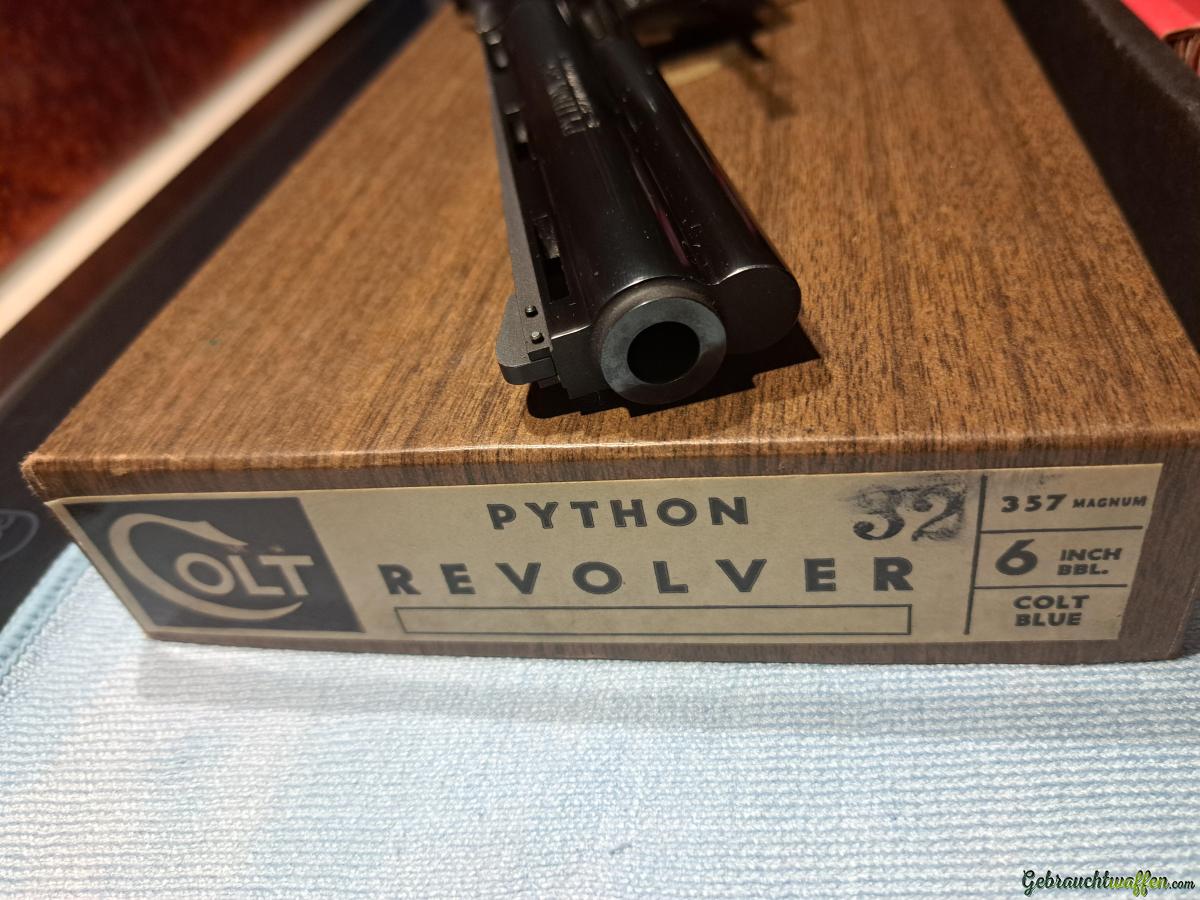 COLT
PYTHON
32
REVOLVER
357 MAGNUM
6 INCH
BBL.
COLT
BLUE
Gebrauchtwaffen.com